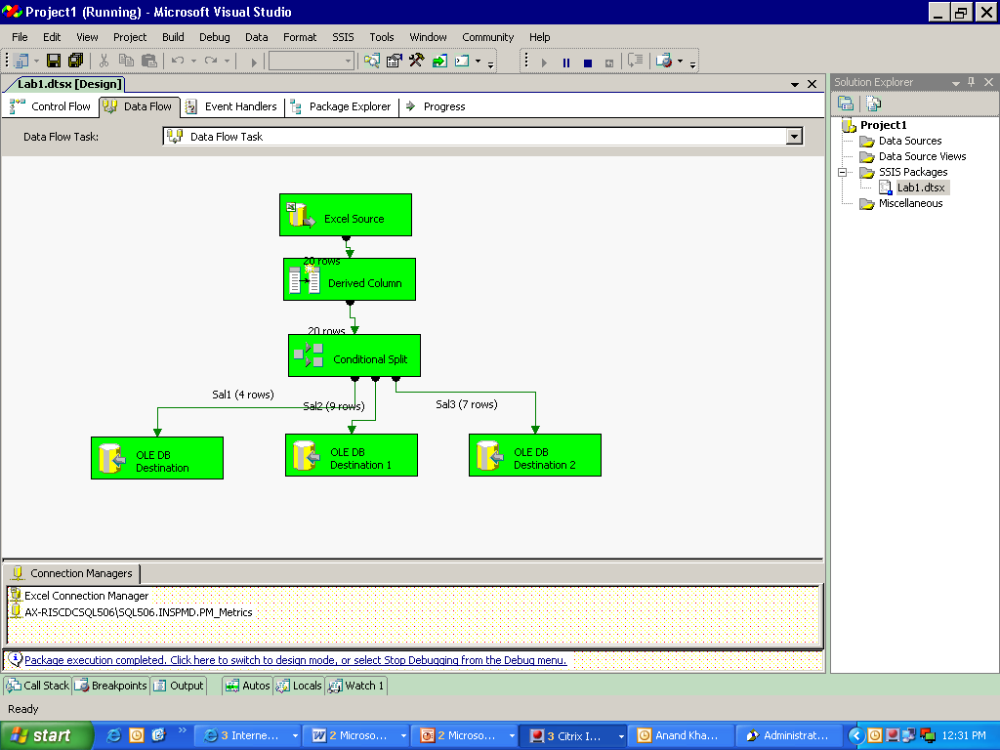 Project1 (Running) - Microsoft Visual Studio
File Edit View Project Build Debug Data Format SSIS Tools Window Community Help
Lab1.dtsx [Design]
Control Flow Data Flow Event Handlers Package Explorer Progress
Data Flow Task: Data Flow Task
Excel Source
20 rows
Derived Column
20 rows
Conditional Split
Sal1 (4 rows)
Sal2 (9 rows)
Sal3 (7 rows)
OLE DB
Destination
OLE DB
Destination 1
OLE DB
Destination 2
Solution Explorer
Project1
Data Sources
Data Source Views
SSIS Packages
Lab1.dtsx
Miscellaneous
Connection Managers
Excel Connection Manager
AX-RISCDCSQL506\SQL506.INSPMD.PM_Metrics
Package execution completed. Click here to switch to design mode, or select Stop Debugging from the Debug menu.
Call Stack Breakpoints Output Autos Locals Watch 1
Ready
start 3 Interne... 2 Microso... 2 Microso... 3 Citrix I... Anand Kha... Administrat... 12:31 PM